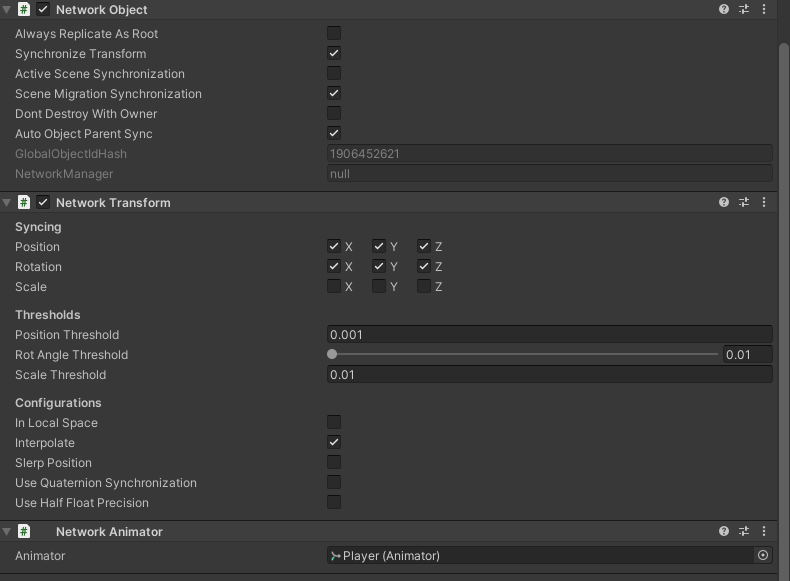 Network Object
Always Replicate As Root
Synchronize Transform
Active Scene Synchronization
Scene Migration Synchronization
Dont Destroy With Owner
Auto Object Parent Sync
GlobalObjectIdHash 1906452621
NetworkManager null
Network Transform
Syncing
Position X Y Z
Rotation X Y Z
Scale X Y Z
Thresholds
Position Threshold 0.001
Rot Angle Threshold 0.01
Scale Threshold 0.01
Configurations
In Local Space
Interpolate
Slerp Position
Use Quaternion Synchronization
Use Half Float Precision
Network Animator
Animator Player (Animator)